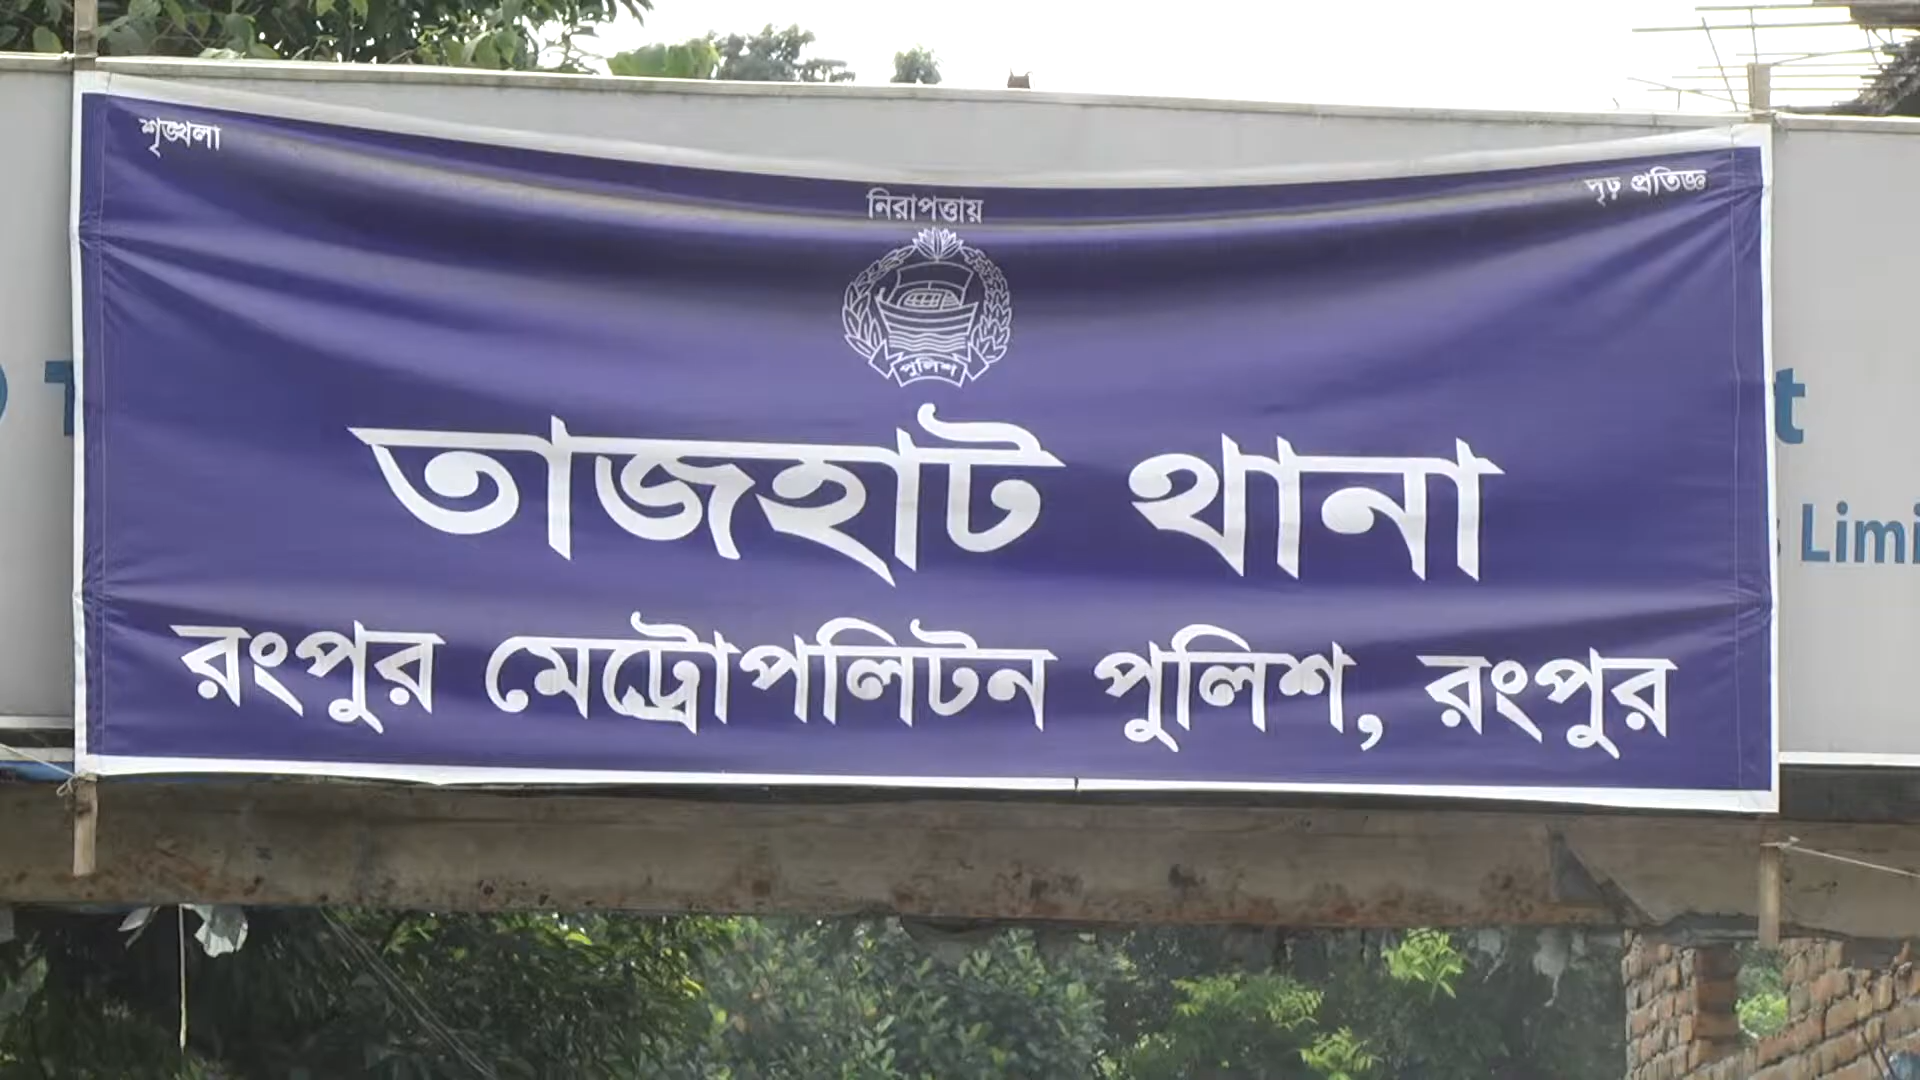 শৃঙ্খলা
নিরাপত্তায়
দৃঢ় প্রতিজ্ঞ
পুলিশ
তাজহাট থানা
রংপুর মেট্রোপলিটন পুলিশ, রংপুর
t
Limi